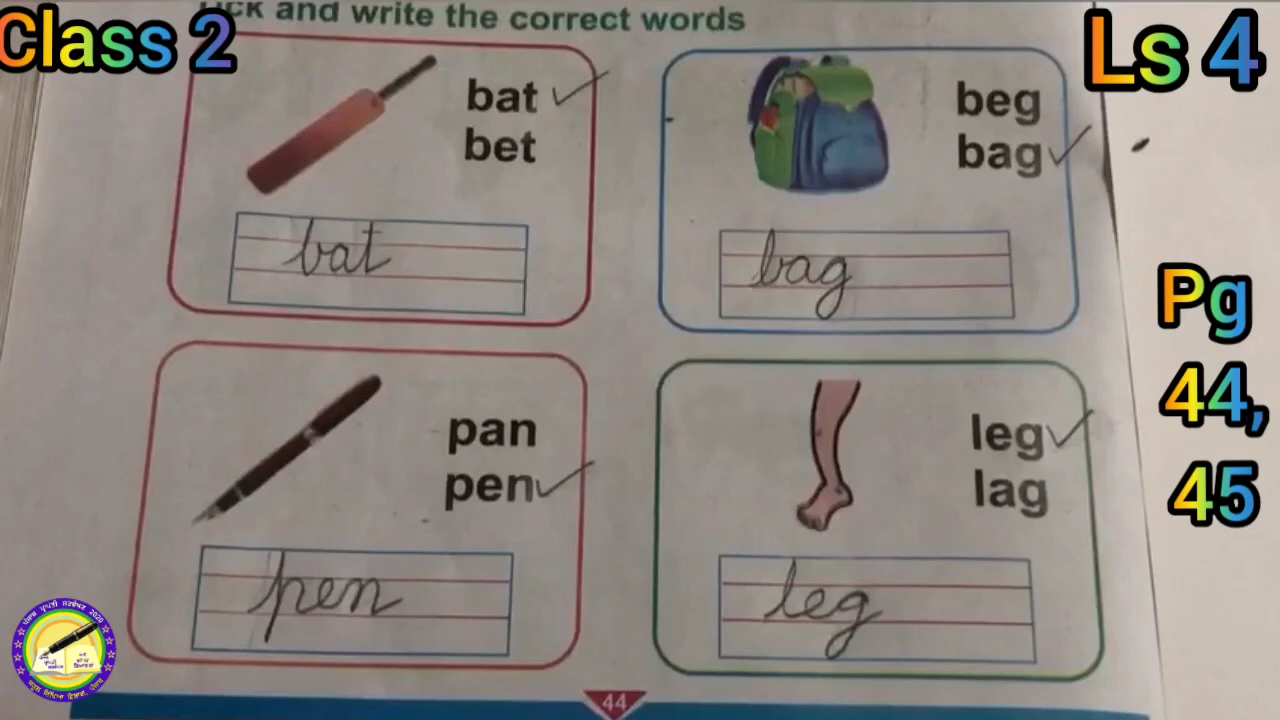 and write the correct words
Class 2
Ls 4
bat
bet
bat
beg
bag
bag
pan
pen
pen
leg
lag
leg
Pg
44,
45
44